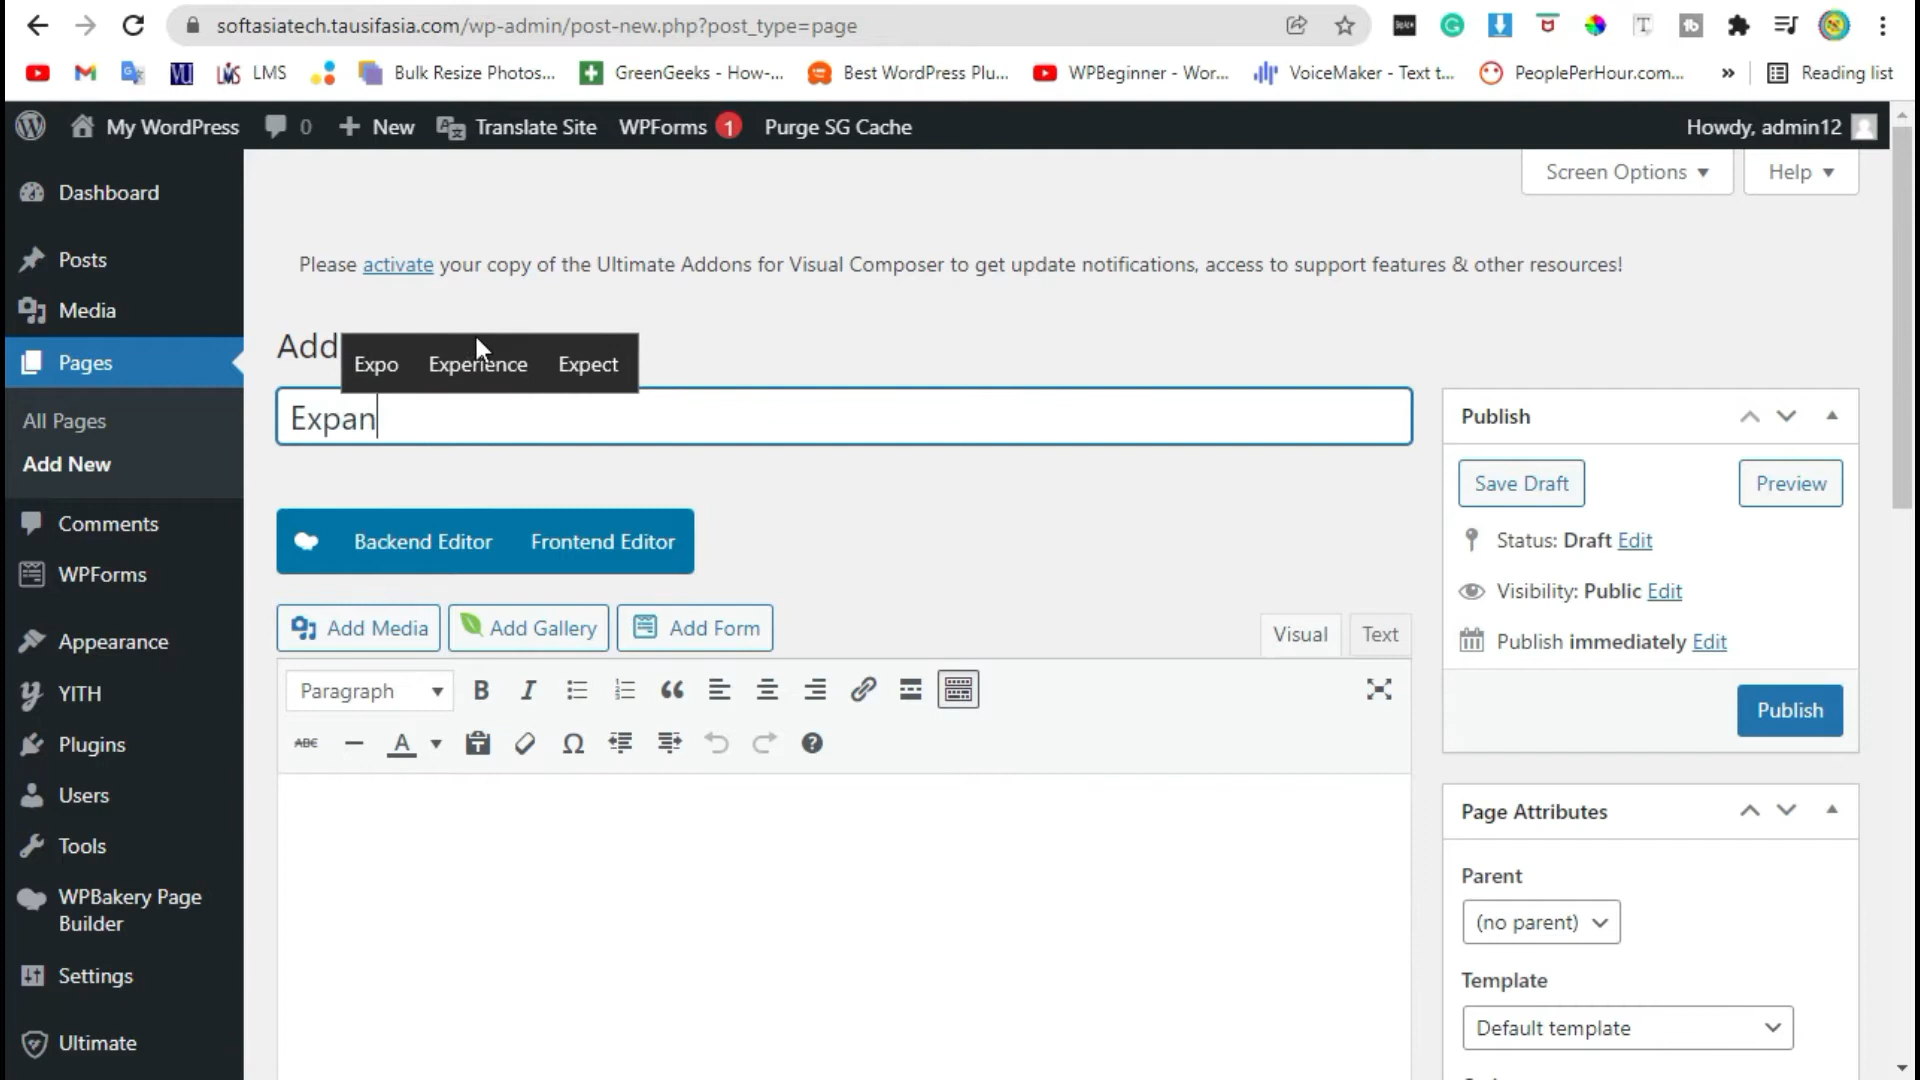 softasiatech.tausifasia.com/wp-admin/post-new.php?post_type=page
LMS
Bulk Resize Photos...
GreenGeeks - How-...
Best WordPress Plu...
WPBeginner - Wor...
VoiceMaker - Text t...
PeoplePerHour.com...
»
Reading list
My WordPress
0
+ New
Translate Site
WPForms 1
Purge SG Cache
Howdy, admin12
Screen Options
Help
Dashboard
Posts
Media
Pages
All Pages
Add New
Comments
WPForms
Appearance
YITH
Plugins
Users
Tools
WPBakery Page
Builder
Settings
Ultimate
Please activate your copy of the Ultimate Addons for Visual Composer to get update notifications, access to support features & other resources!
Add
Expo Experience Expect
Expan
Backend Editor Frontend Editor
Add Media
Add Gallery
Add Form
Visual
Text
Paragraph
B I
ABC
A
Ω
?
Publish
Save Draft
Preview
Status: Draft Edit
Visibility: Public Edit
Publish immediately Edit
Publish
Page Attributes
Parent
(no parent)
Template
Default template